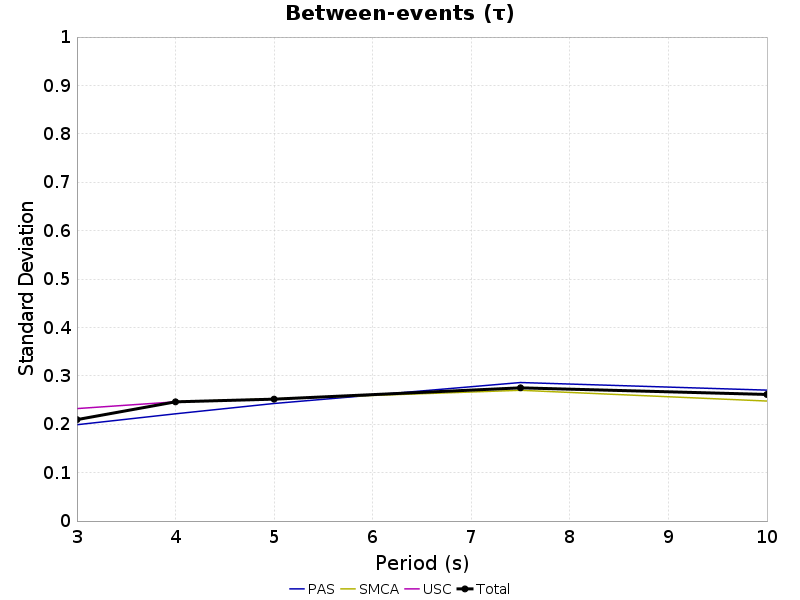 Between-events (τ)
1
0.9
0.8
0.7
0.6
0.5
0.4
0.3
0.2
0.1
0
Standard Deviation
3 4 5 6 7 8 9 10
Period (s)
PAS SMCA USC Total